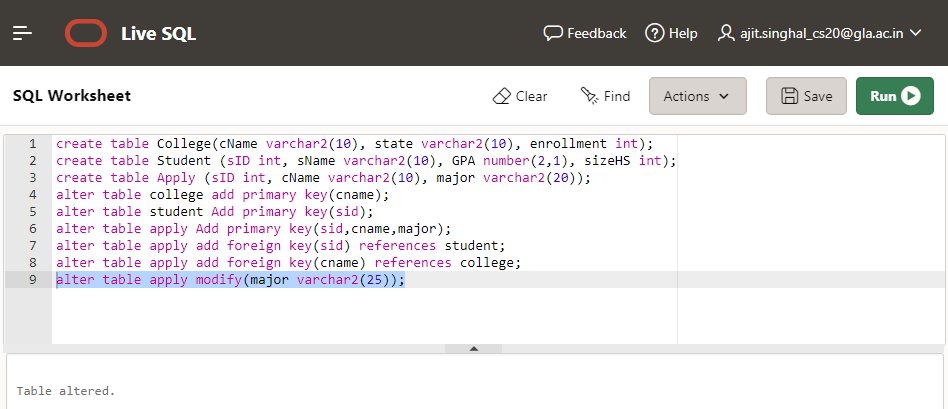 Live SQL
Feedback
Help
ajit.singhal_cs20@gla.ac.in
SQL Worksheet
Clear
Find
Actions
Save
Run
1 create table College(cName varchar2(10), state varchar2(10), enrollment int);
2 create table Student (sID int, sName varchar2(10), GPA number(2,1), sizeHS int);
3 create table Apply (sID int, cName varchar2(10), major varchar2(20));
4 alter table college add primary key(cname);
5 alter table student Add primary key(sid);
6 alter table apply Add primary key(sid,cname,major);
7 alter table apply add foreign key(sid) references student;
8 alter table apply add foreign key(cname) references college;
9 alter table apply modify(major varchar2(25));
Table altered.